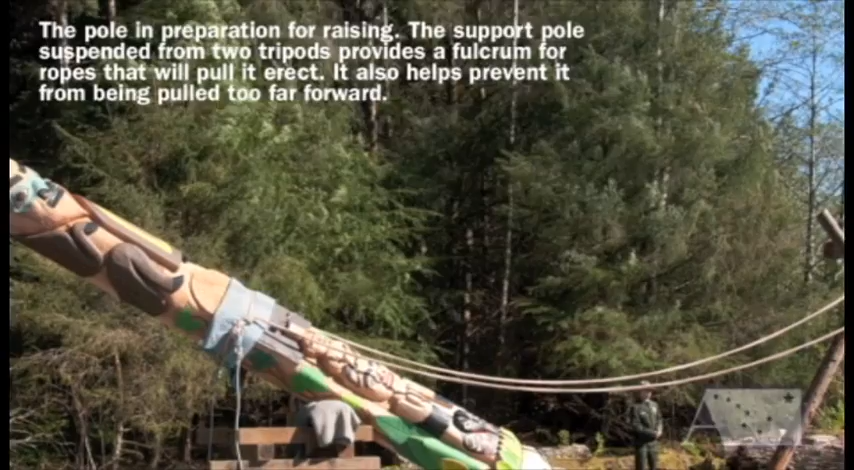 The pole in preparation for raising. The support pole
suspended from two tripods provides a fulcrum for
ropes that will pull it erect. It also helps prevent it
from being pulled too far forward.